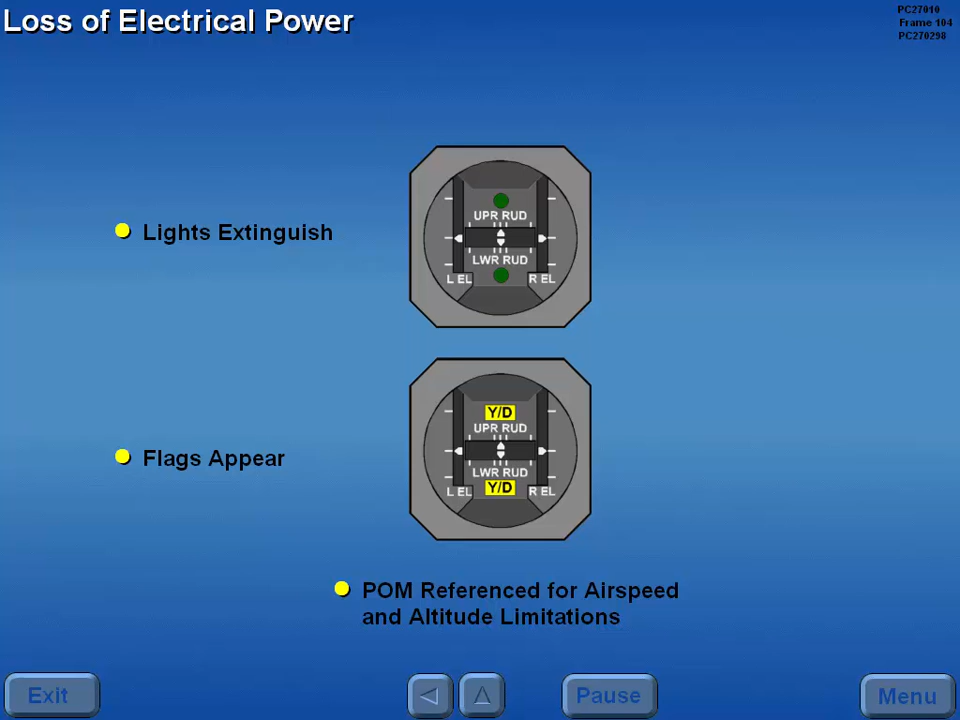 Loss of Electrical Power
PC27010
Frame 104
PC270298
UPR RUD
Lights Extinguish
LWR RUD
L EL
R EL
Y/D
UPR RUD
Flags Appear
LWR RUD
L EL
Y/D
R EL
POM Referenced for Airspeed
and Altitude Limitations
Exit
Pause
Menu